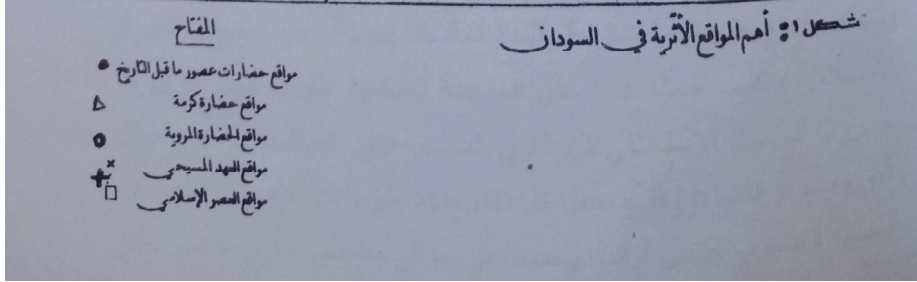 شكل ١: أهم المواقع الأثرية في السودان
المفتاح
مواقع حضارات عصور ما قبل التاريخ
مواقع حضارة كرمة
مواقع الحضارة المروية
مواقع العهد المسيحي
مواقع العصر الإسلامي